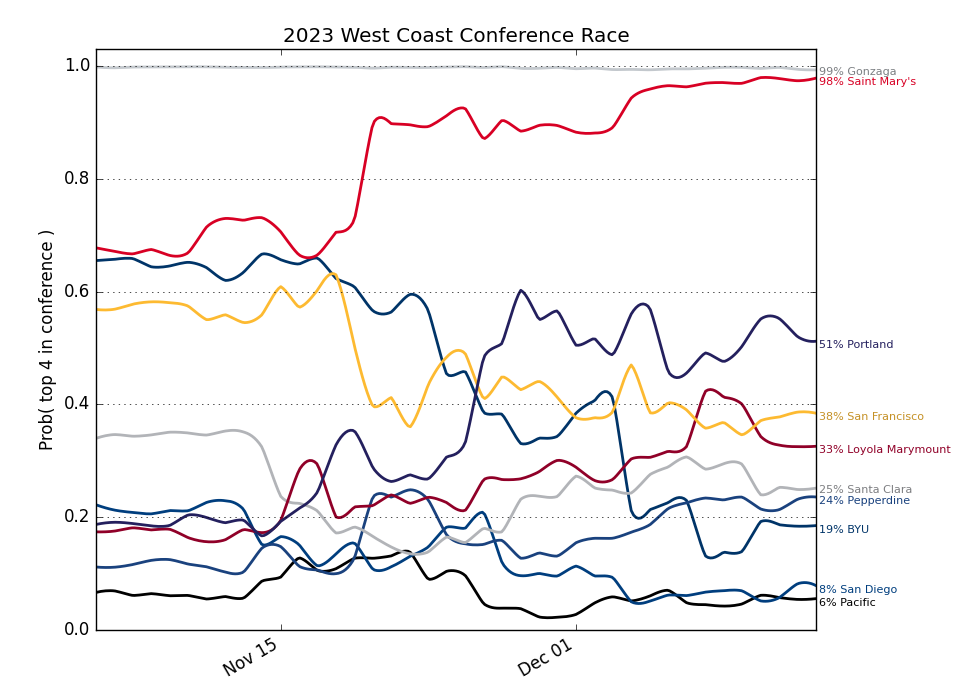 2023 West Coast Conference Race
Prob( top 4 in conference )
1.0
0.8
0.6
0.4
0.2
0.0
Nov 15
Dec 01
99% Gonzaga
98% Saint Mary's
51% Portland
38% San Francisco
33% Loyola Marymount
25% Santa Clara
24% Pepperdine
19% BYU
8% San Diego
6% Pacific